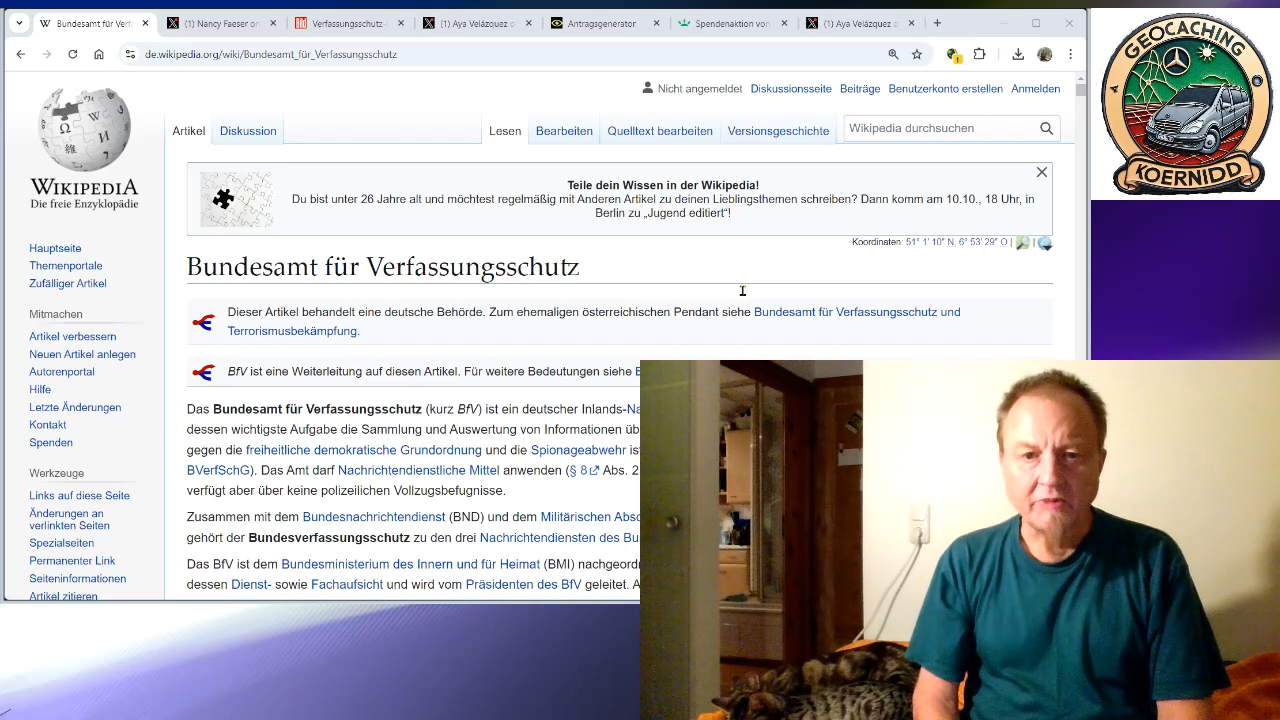 Bundesamt für Verf
(1) Nancy Faeser on
Verfassungsschutz-
(1) Aya Velázquez o
Antragsgenerator
Spendenaktion von
(1) Aya Velázquez o
de.wikipedia.org/wiki/Bundesamt_für_Verfassungsschutz
Nicht angemeldet Diskussionsseite Beiträge Benutzerkonto erstellen Anmelden
Artikel Diskussion Lesen Bearbeiten Quelltext bearbeiten Versionsgeschichte Wikipedia durchsuchen
WIKIPEDIA
Die freie Enzyklopädie
Hauptseite
Themenportale
Zufälliger Artikel
Mitmachen
Artikel verbessern
Neuen Artikel anlegen
Autorenportal
Hilfe
Letzte Änderungen
Kontakt
Spenden
Werkzeuge
Links auf diese Seite
Änderungen an
verlinkten Seiten
Spezialseiten
Permanenter Link
Seiteninformationen
Artikel zitieren
Teile dein Wissen in der Wikipedia!
Du bist unter 26 Jahre alt und möchtest regelmäßig mit Anderen Artikel zu deinen Lieblingsthemen schreiben? Dann komm am 10.10., 18 Uhr, in
Berlin zu „Jugend editiert"!
Koordinaten: 51° 1′ 10″ N, 6° 53′ 29″ O |
Bundesamt für Verfassungsschutz
Dieser Artikel behandelt eine deutsche Behörde. Zum ehemaligen österreichischen Pendant siehe Bundesamt für Verfassungsschutz und
Terrorismusbekämpfung.
BfV ist eine Weiterleitung auf diesen Artikel. Für weitere Bedeutungen siehe B
Das Bundesamt für Verfassungsschutz (kurz BfV) ist ein deutscher Inlands-Na
dessen wichtigste Aufgabe die Sammlung und Auswertung von Informationen üb
gegen die freiheitliche demokratische Grundordnung und die Spionageabwehr is
BVerfSchG). Das Amt darf Nachrichtendienstliche Mittel anwenden (§ 8 Abs. 2
verfügt aber über keine polizeilichen Vollzugsbefugnisse.
Zusammen mit dem Bundesnachrichtendienst (BND) und dem Militärischen Absc
gehört der Bundesverfassungsschutz zu den drei Nachrichtendiensten des Bu
Das BfV ist dem Bundesministerium des Innern und für Heimat (BMI) nachgeordn
dessen Dienst- sowie Fachaufsicht und wird vom Präsidenten des BfV geleitet. A
GEOCACHING
KOERNIDD